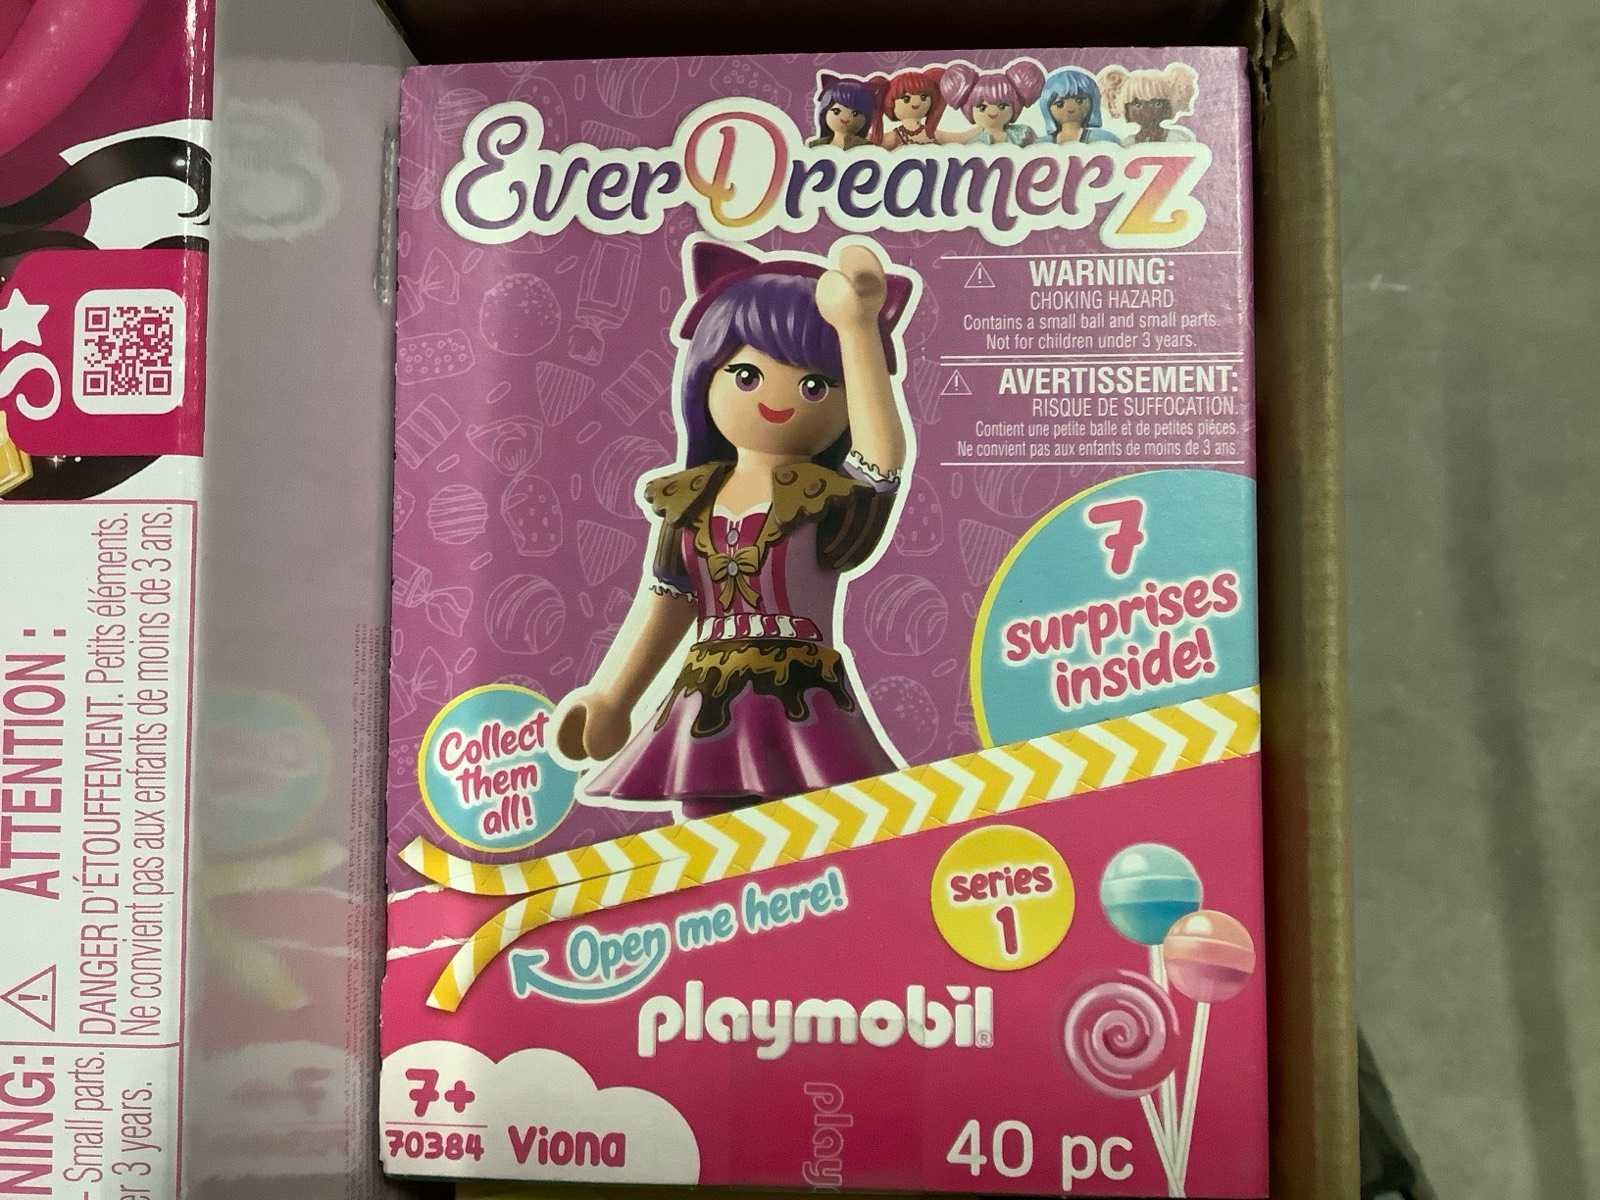 EverDreamerz
WARNING:
CHOKING HAZARD
Contains a small ball and small parts.
Not for children under 3 years.
AVERTISSEMENT:
RISQUE DE SUFFOCATION.
Contient une petite balle et de petites pièces.
Ne convient pas aux enfants de moins de 3 ans.
7
surprises
inside!
Collect
them
all!
Open me here!
series
1
playmobil®
7+
70384 Viona
40 pc
play
S★
ATTENTION :
DANGER D'ÉTOUFFEMENT. Petits éléments.
Ne convient pas aux enfants de moins de 3 ans.
NING:
- Small parts.
r 3 years.